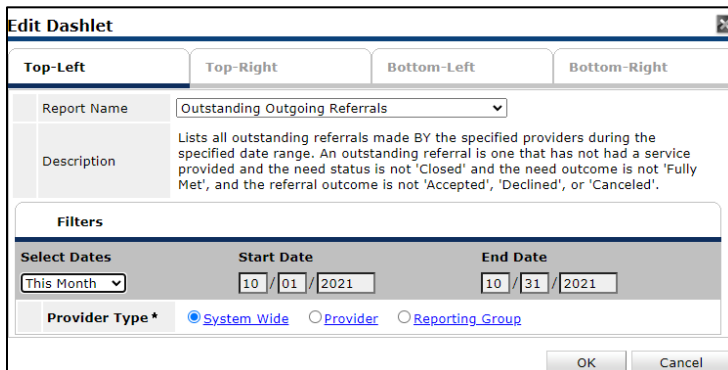 Edit Dashlet
Top-Left Top-Right Bottom-Left Bottom-Right
Report Name Outstanding Outgoing Referrals
Description Lists all outstanding referrals made BY the specified providers during the
specified date range. An outstanding referral is one that has not had a service
provided and the need status is not 'Closed' and the need outcome is not 'Fully
Met', and the referral outcome is not 'Accepted', 'Declined', or 'Canceled'.
Filters
Select Dates Start Date End Date
This Month 10 / 01 / 2021 10 / 31 / 2021
Provider Type* System Wide Provider Reporting Group
OK Cancel